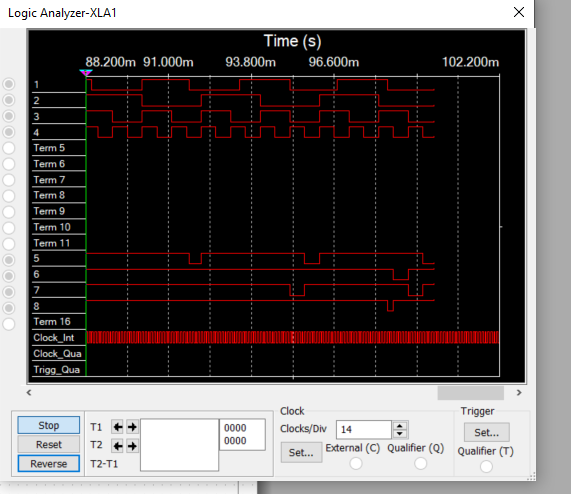 Logic Analyzer-XLA1
Time (s)
88.200m 91.000m 93.800m 96.600m 102.200m
1
2
3
4
Term 5
Term 6
Term 7
Term 8
Term 9
Term 10
Term 11
5
6
7
8
Term 16
Clock_Int
Clock_Qua
Trigg_Qua
Stop
Reset
Reverse
T1
T2
T2-T1
0000
0000
Clock
Clocks/Div 14
Set...
External (C) Qualifier (Q)
Trigger
Set...
Qualifier (T)